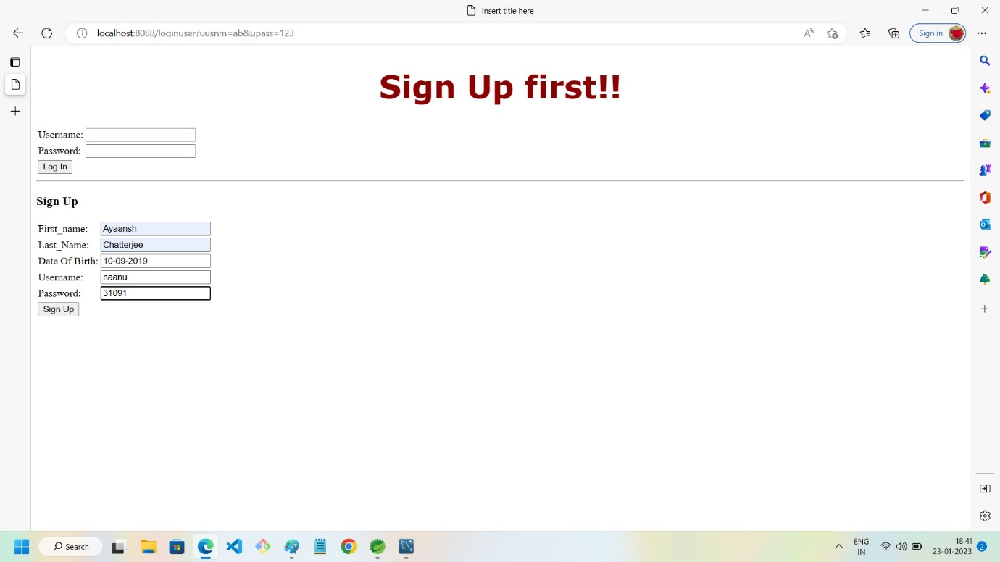 Insert title here
localhost:8088/loginuser?uusnm=ab&upass=123
Sign in
Sign Up first!!
Username:
Password:
Log In
Sign Up
First_name: Ayaansh
Last_Name: Chatterjee
Date Of Birth: 10-09-2019
Username: naanu
Password: 31091
Sign Up
Search
ENG
IN
18:41
23-01-2023
2